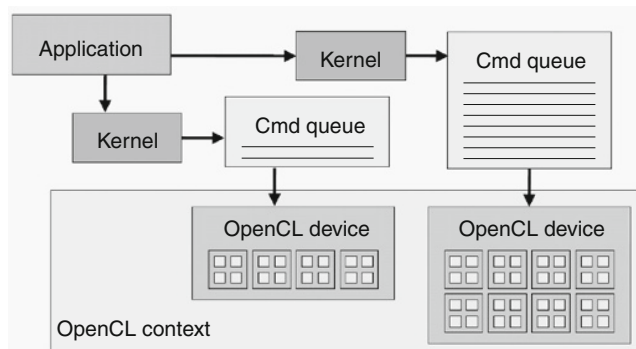 Application
Kernel
Cmd queue
Kernel
Cmd queue
OpenCL device
OpenCL device
OpenCL context